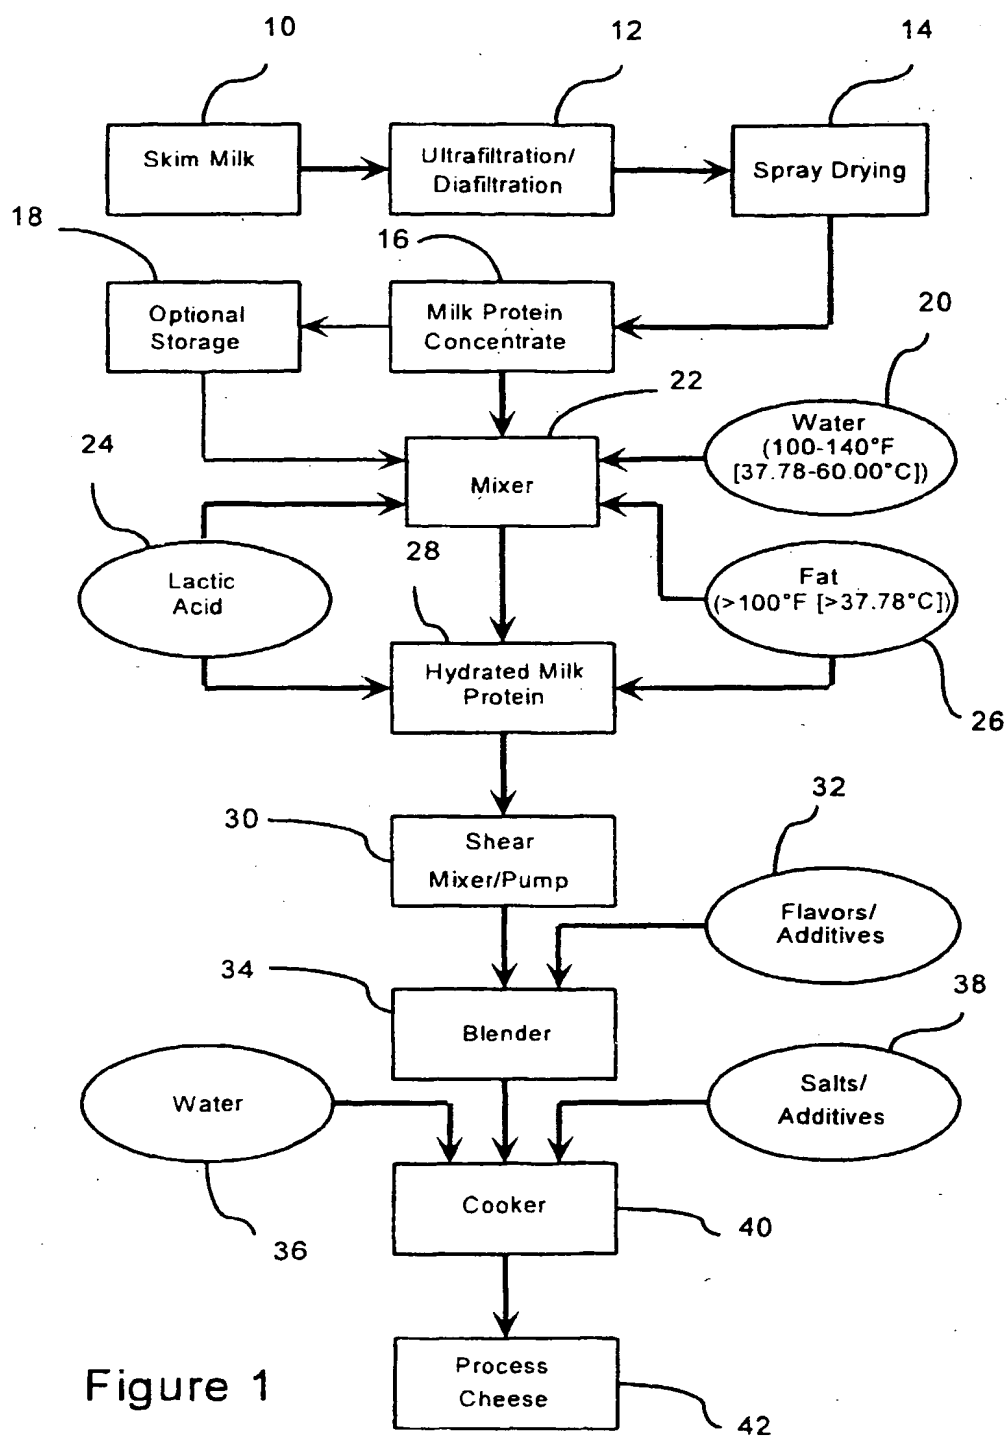 10
12
14
Skim Milk
Ultrafiltration/
Diafiltration
Spray Drying
18
16
Optional
Storage
Milk Protein
Concentrate
20
22
Water
(100-140°F
[37.78-60.00°C])
24
Mixer
28
Lactic
Acid
Fat
(>100°F [>37.78°C])
Hydrated Milk
Protein
26
30
Shear
Mixer/Pump
32
Flavors/
Additives
34
Blender
38
Water
Salts/
Additives
36
Cooker
40
Process
Cheese
42
Figure 1